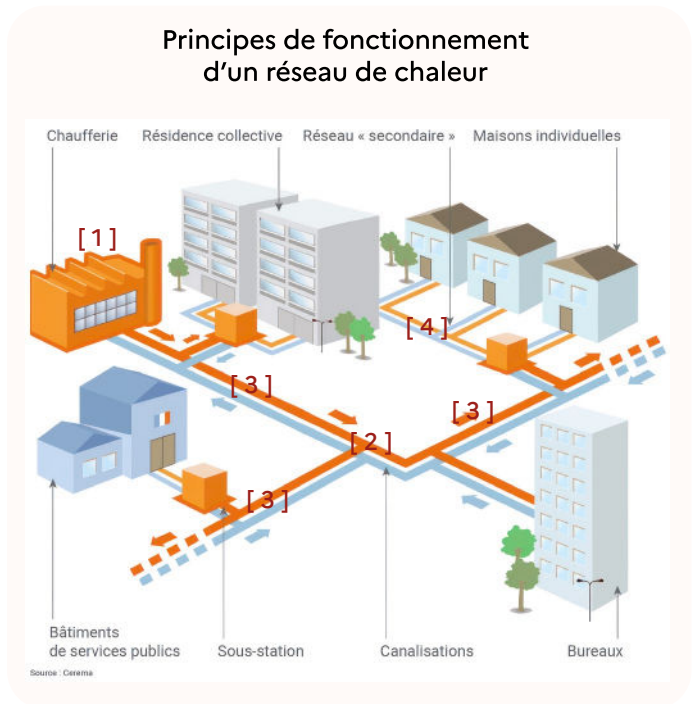 Principes de fonctionnement
d’un réseau de chaleur
Chaufferie
Résidence collective
Réseau « secondaire »
Maisons individuelles
[ 1 ]
[ 4 ]
[ 3 ]
[ 3 ]
[ 2 ]
[ 3 ]
Bâtiments
de services publics
Sous-station
Canalisations
Bureaux
Source : Cerema